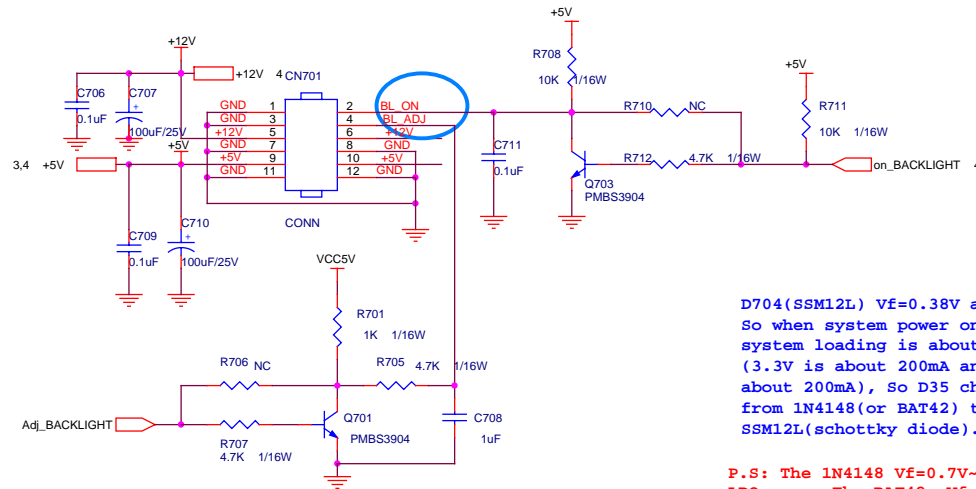 +5V
+12V
R708
10K 1/16W
+5V
+12V
4 CN701
C706
0.1uF
C707
100uF/25V
GND 1 2 BL_ON
GND 3 4 BL_ADJ
+12V 5 6 +12V
GND 7 8 GND
+5V 9 10 +5V
GND 11 12 GND
CONN
R710 NC
R711
10K 1/16W
C711
0.1uF
R712 4.7K 1/16W
on_BACKLIGHT
Q703
PMBS3904
3,4 +5V
+5V
C709
0.1uF
C710
100uF/25V
VCC5V
R701
1K 1/16W
R706 NC
R705 4.7K 1/16W
Adj_BACKLIGHT
R707
4.7K 1/16W
Q701
PMBS3904
C708
1uF
D704(SSM12L) Vf=0.38V a
So when system power on
system loading is about
(3.3V is about 200mA an
about 200mA), So D35 ch
from 1N4148(or BAT42) t
SSM12L(schottky diode).
P.S: The 1N4148 Vf=0.7V~